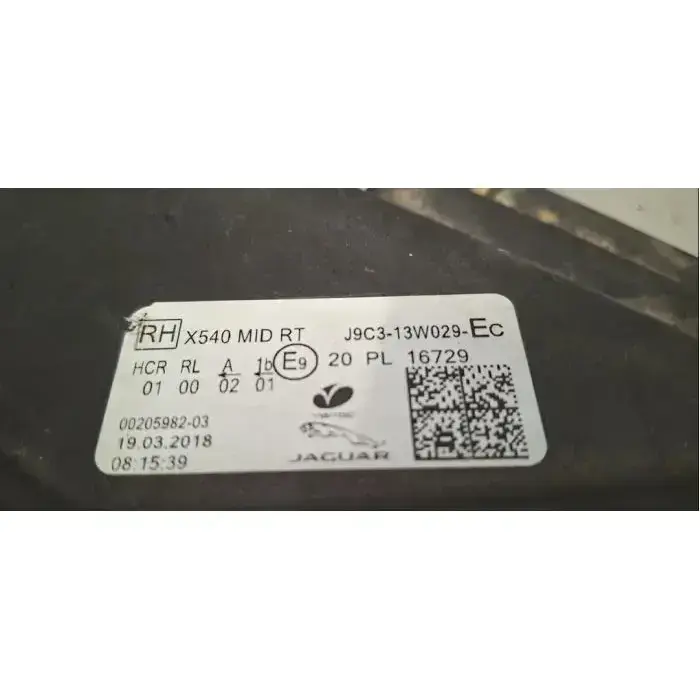 RH X540 MID RT J9C3-13W029-EC
HCR RL A 1b E9 20 PL 16729
01 00 02 01
00205982-03
19.03.2018
08:15:39
JAGUAR